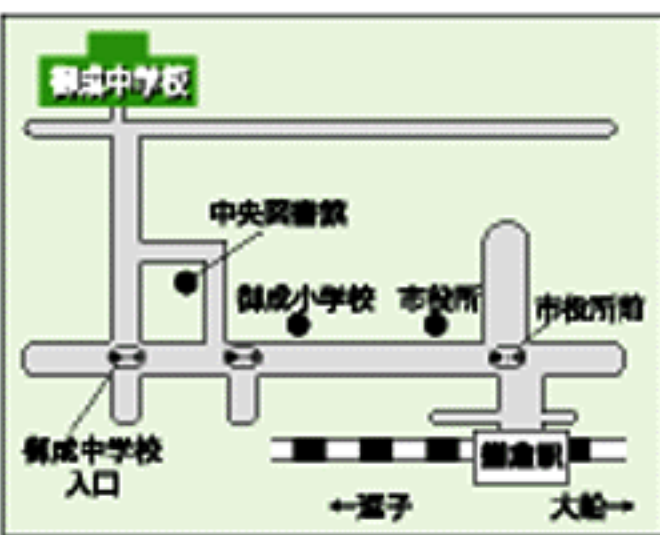 御成中学校
中央図書館
御成小学校
市役所
市役所前
御成中学校
入口
鎌倉駅
←逗子
大船→